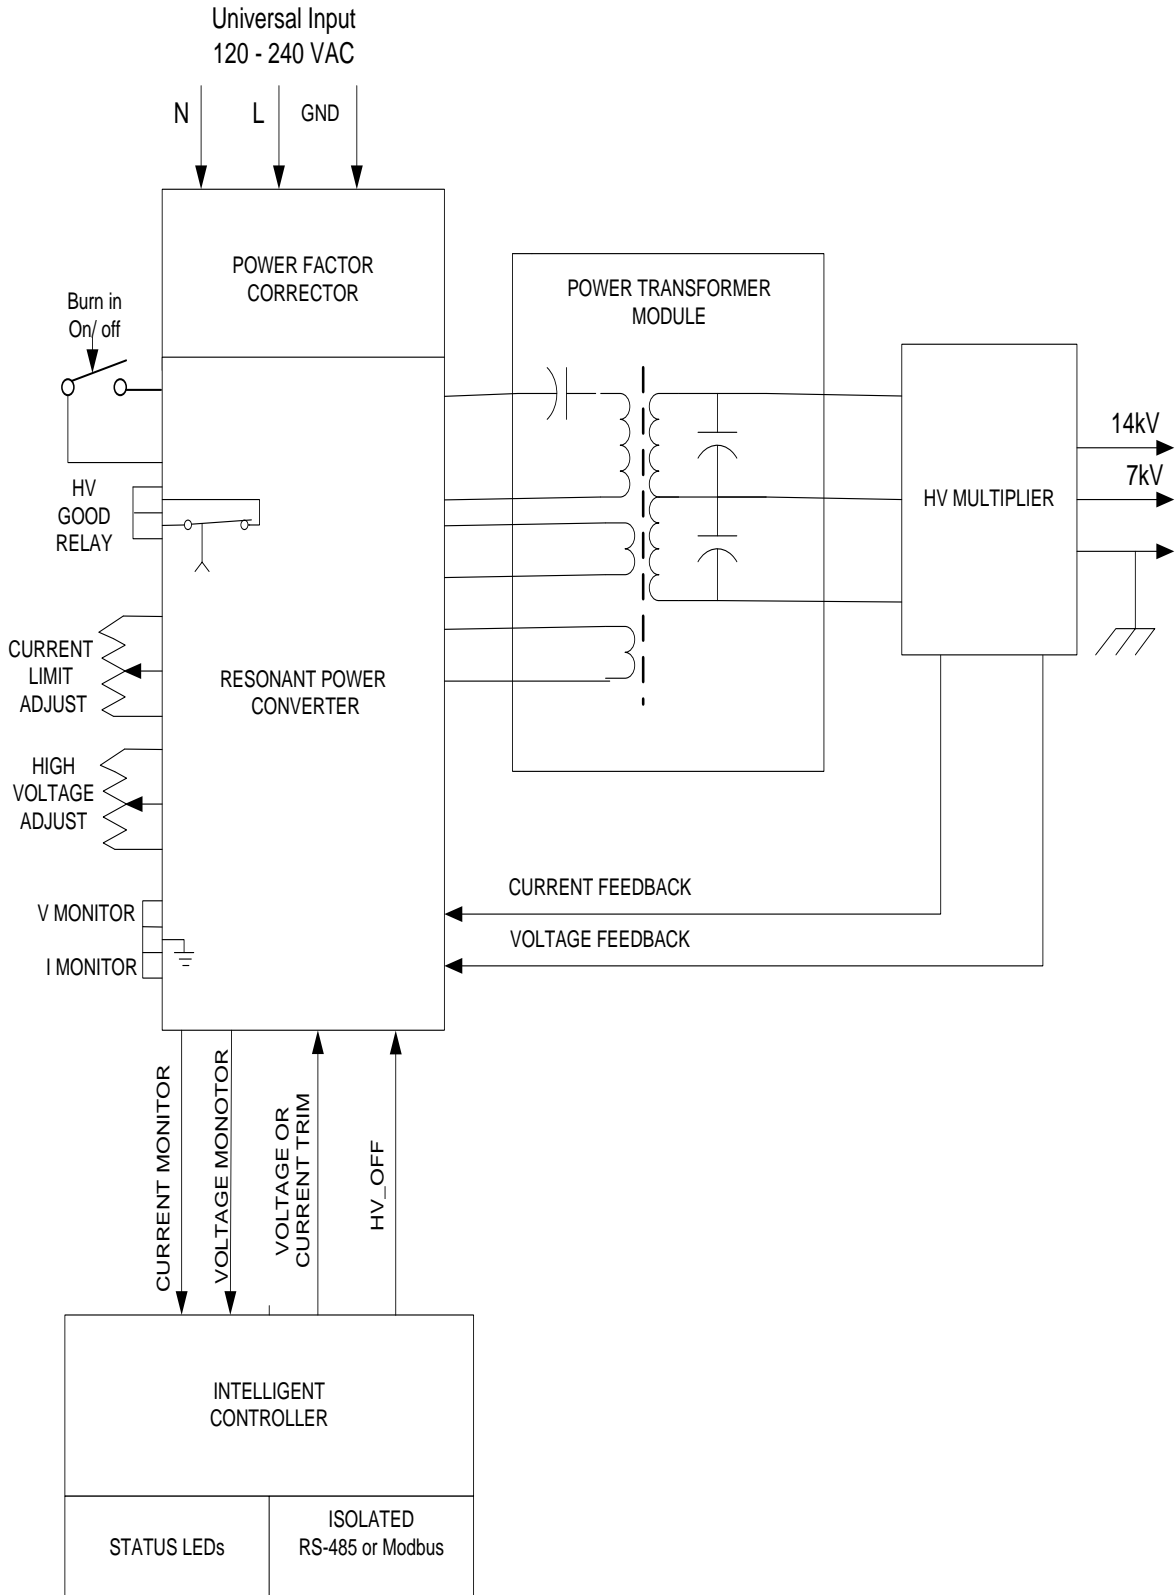 Universal Input
120 - 240 VAC
N
L
GND
POWER FACTOR
CORRECTOR
Burn in
On/ off
POWER TRANSFORMER
MODULE
HV
GOOD
RELAY
HV MULTIPLIER
14kV
7kV
CURRENT
LIMIT
ADJUST
RESONANT POWER
CONVERTER
HIGH
VOLTAGE
ADJUST
CURRENT FEEDBACK
VOLTAGE FEEDBACK
V MONITOR
I MONITOR
CURRENT MONITOR
VOLTAGE MONOTOR
VOLTAGE OR
CURRENT TRIM
HV_OFF
INTELLIGENT
CONTROLLER
STATUS LEDs
ISOLATED
RS-485 or Modbus